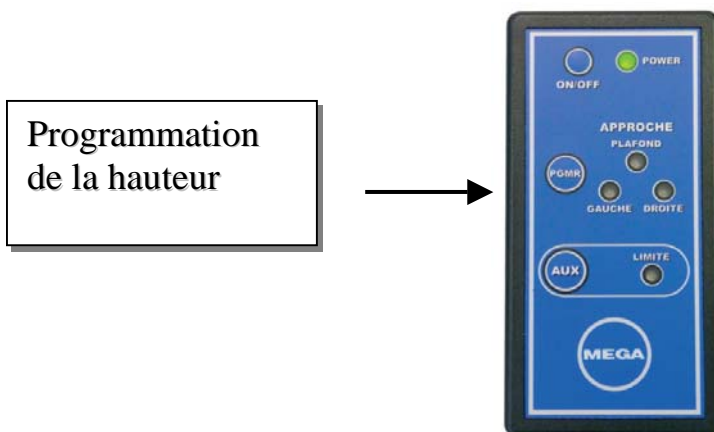 Programmation
de la hauteur
POWER
ON/OFF
APPROCHE
PLAFOND
PGMR
GAUCHE DROITE
LIMITE
AUX
MEGA